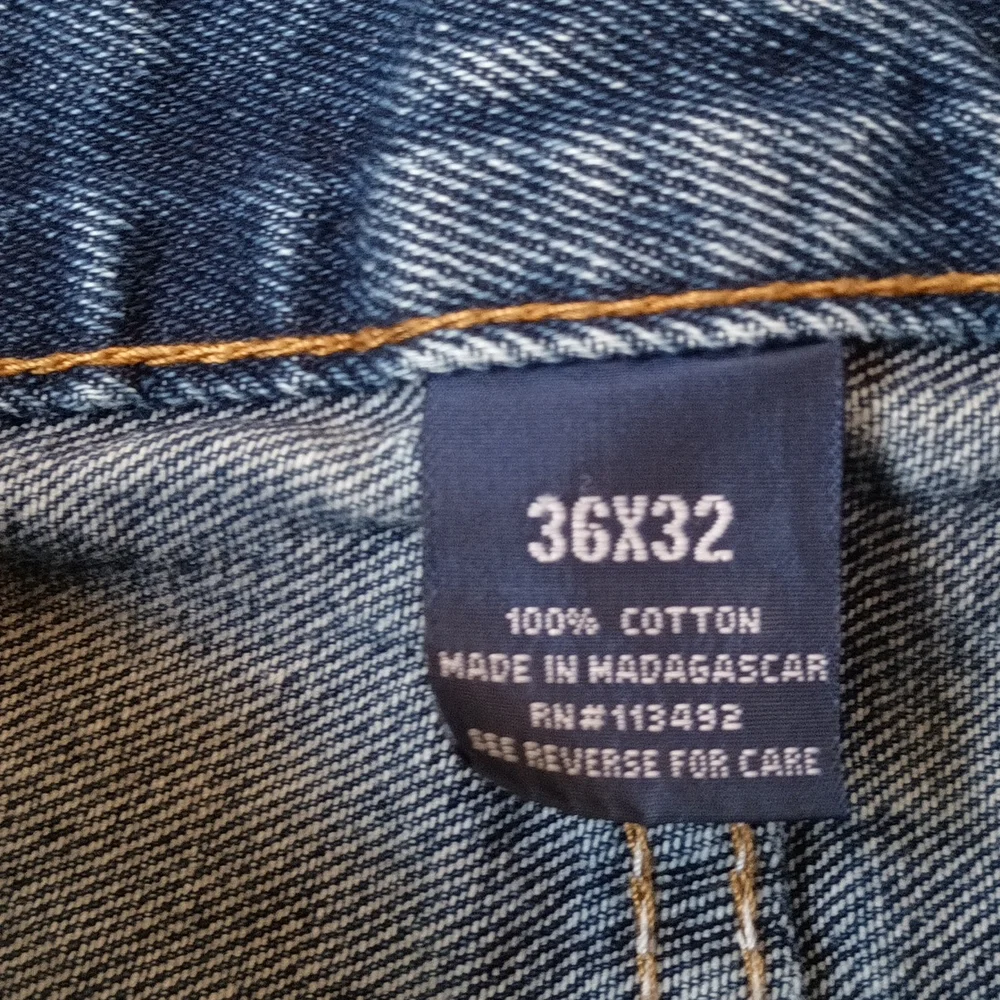 36X32
100% COTTON
MADE IN MADAGASCAR
RN#113492
SEE REVERSE FOR CARE